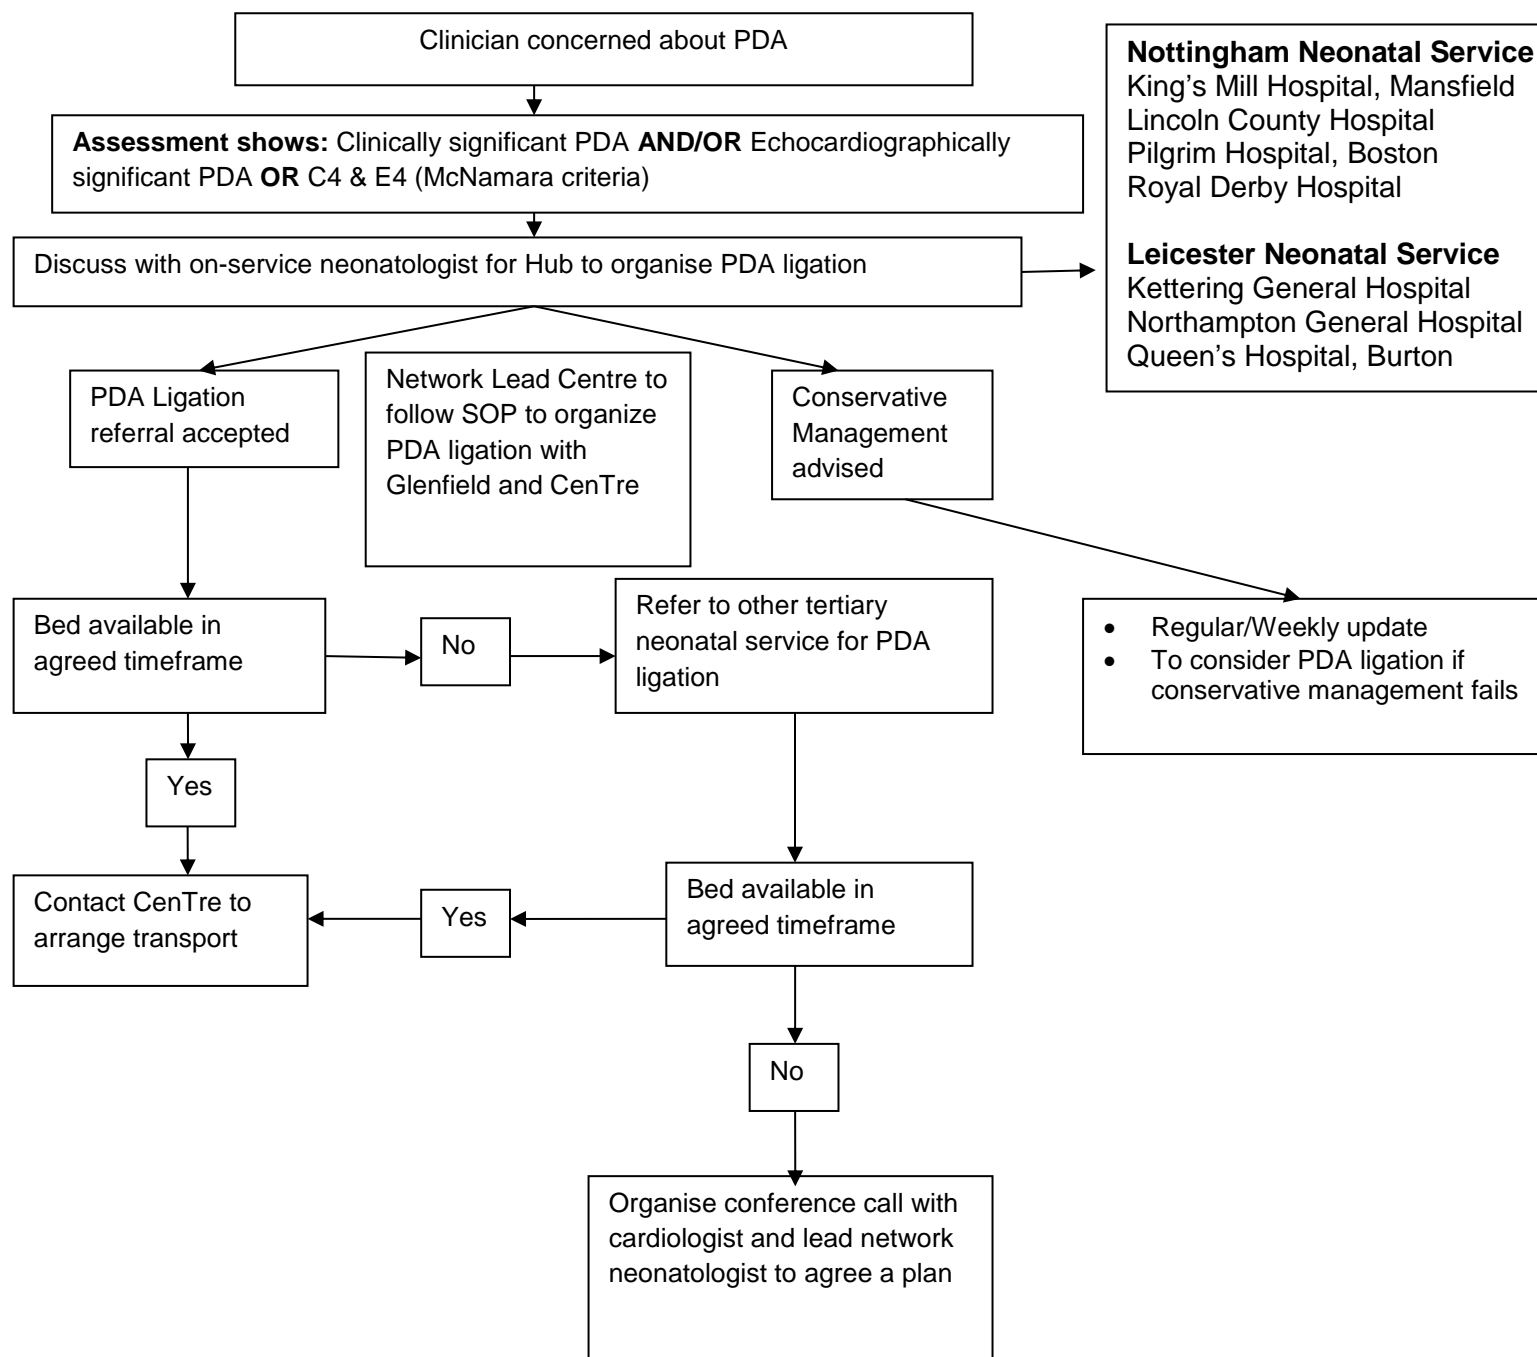 Clinician concerned about PDA
Assessment shows: Clinically significant PDA AND/OR Echocardiographically
significant PDA OR C4 & E4 (McNamara criteria)
Discuss with on-service neonatologist for Hub to organise PDA ligation
Nottingham Neonatal Service
King’s Mill Hospital, Mansfield
Lincoln County Hospital
Pilgrim Hospital, Boston
Royal Derby Hospital
Leicester Neonatal Service
Kettering General Hospital
Northampton General Hospital
Queen’s Hospital, Burton
PDA Ligation
referral accepted
Network Lead Centre to
follow SOP to organize
PDA ligation with
Glenfield and CenTre
Conservative
Management
advised
Bed available in
agreed timeframe
No
Refer to other tertiary
neonatal service for PDA
ligation
• Regular/Weekly update
• To consider PDA ligation if
conservative management fails
Yes
Contact CenTre to
arrange transport
Yes
Bed available in
agreed timeframe
No
Organise conference call with
cardiologist and lead network
neonatologist to agree a plan